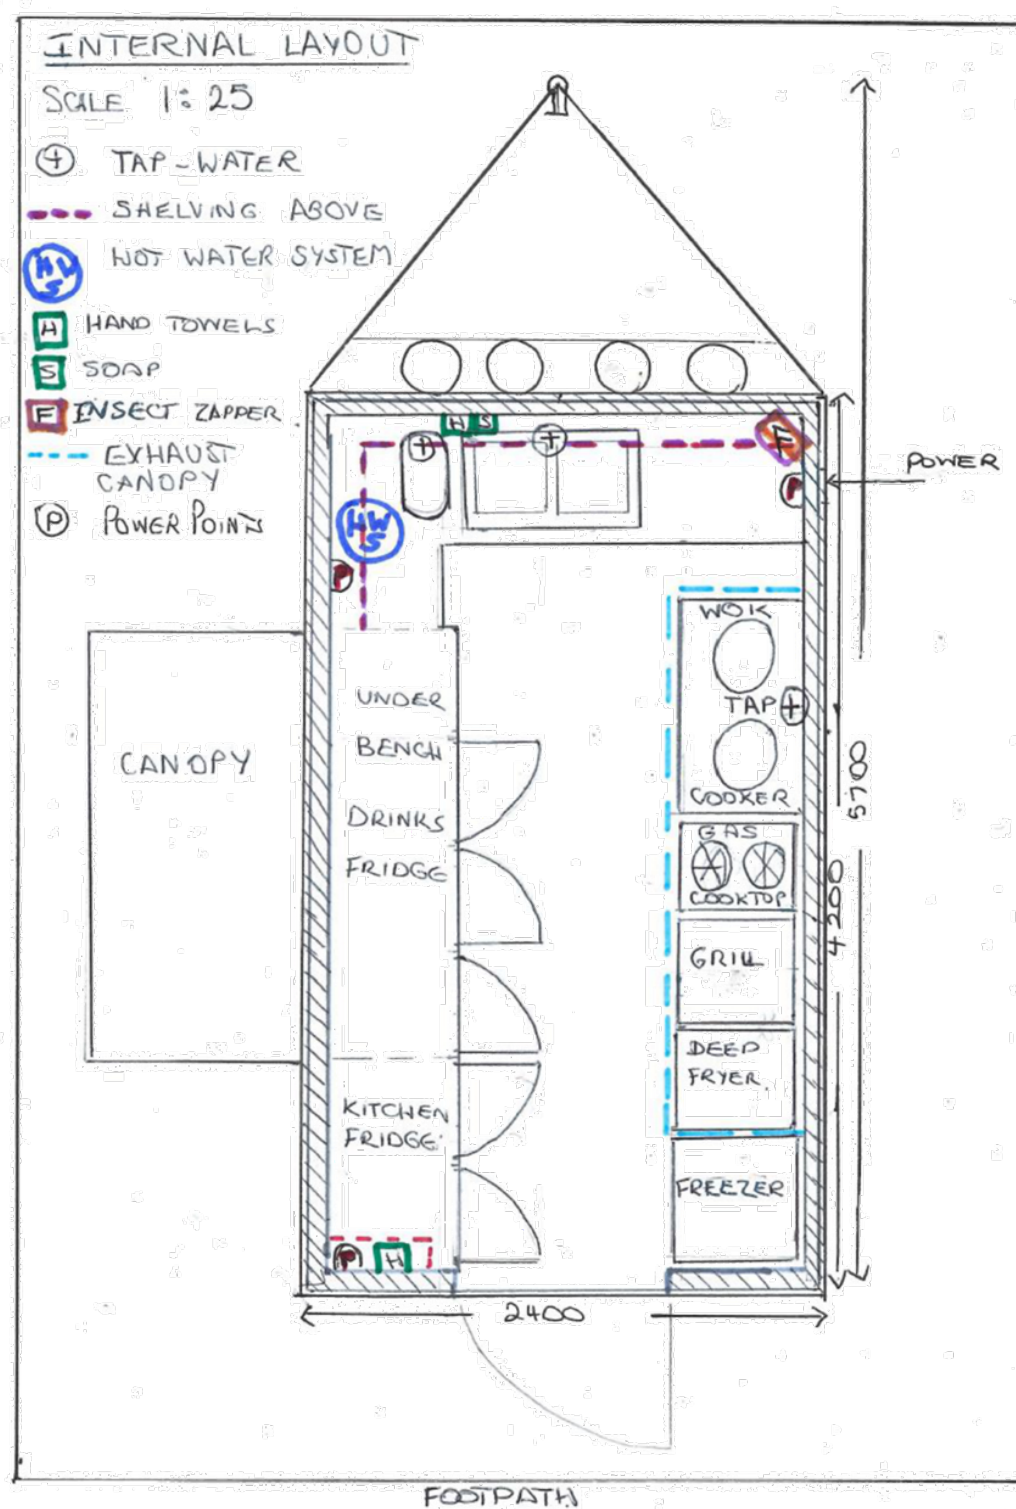 INTERNAL LAYOUT
SCALE 1:25
+ TAP-WATER
SHELVING ABOVE
HWS HOT WATER SYSTEM
H HAND TOWELS
S SOAP
F INSECT ZAPPER
EXHAUST
CANOPY
P POWER POINTS
H S
F
POWER
P
HW
S
P
WOK
TAP
COOKER
UNDER
BENCH
DRINKS
FRIDGE
CANOPY
GAS
COOKTOP
5700
4200
GRILL
DEEP
FRYER
KITCHEN
FRIDGE
FREEZER
P H
2400
FOOTPATH